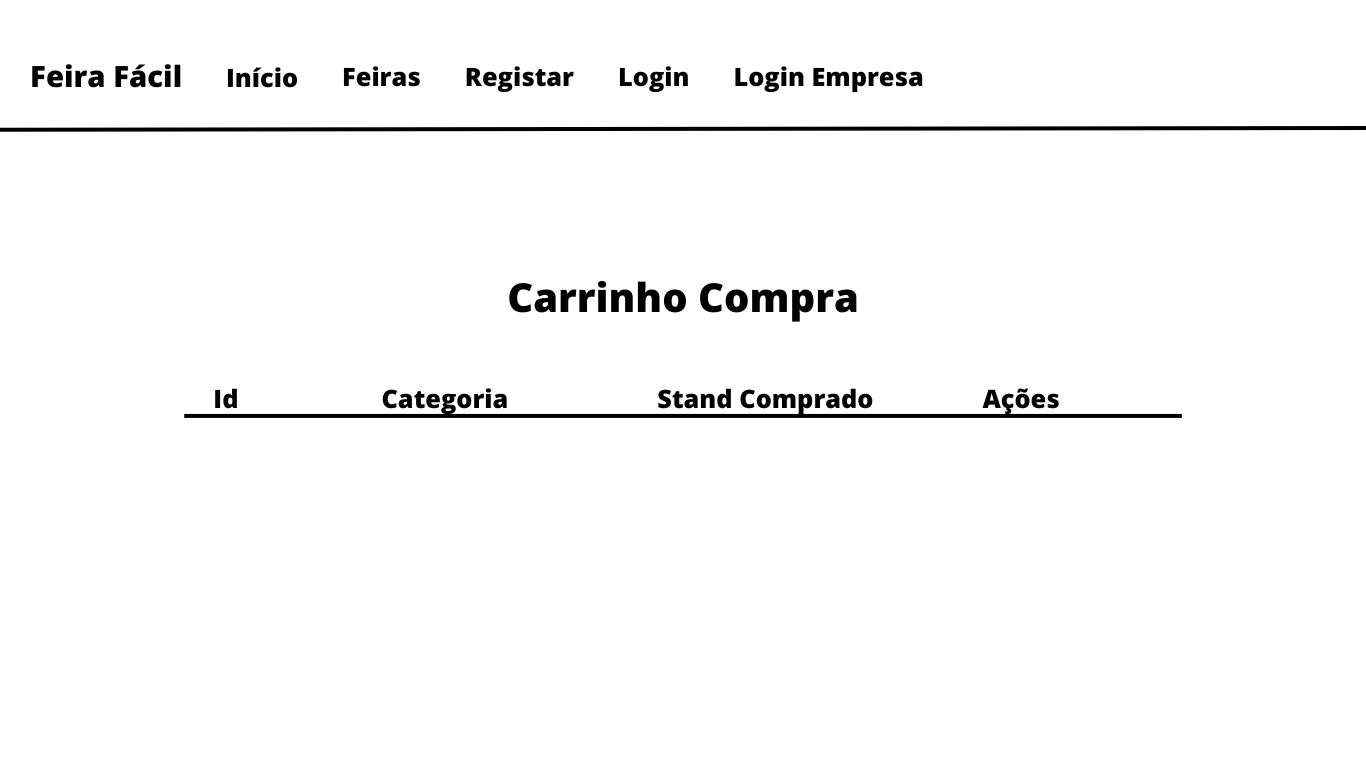 Feira Fácil Início Feiras Registar Login Login Empresa
Carrinho Compra
Id Categoria Stand Comprado Ações